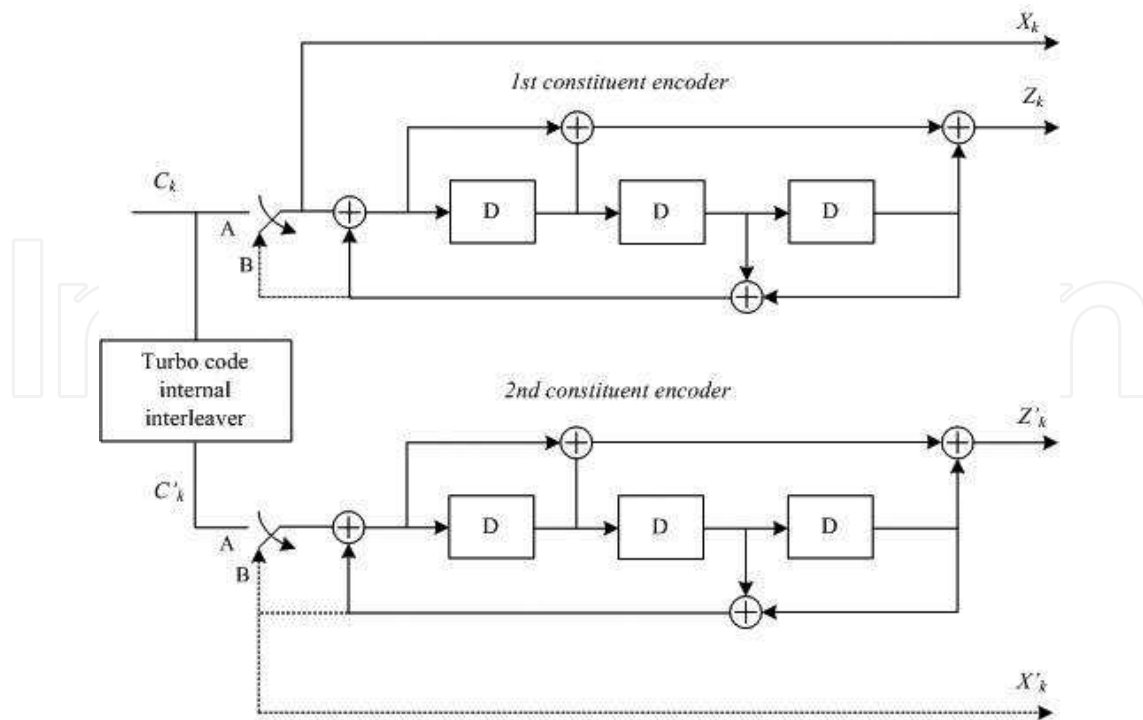 X_k
1st constituent encoder
Z_k
C_k
A
B
D
D
D
Turbo code
internal
interleaver
2nd constituent encoder
Z'_k
C'_k
A
B
D
D
D
X'_k